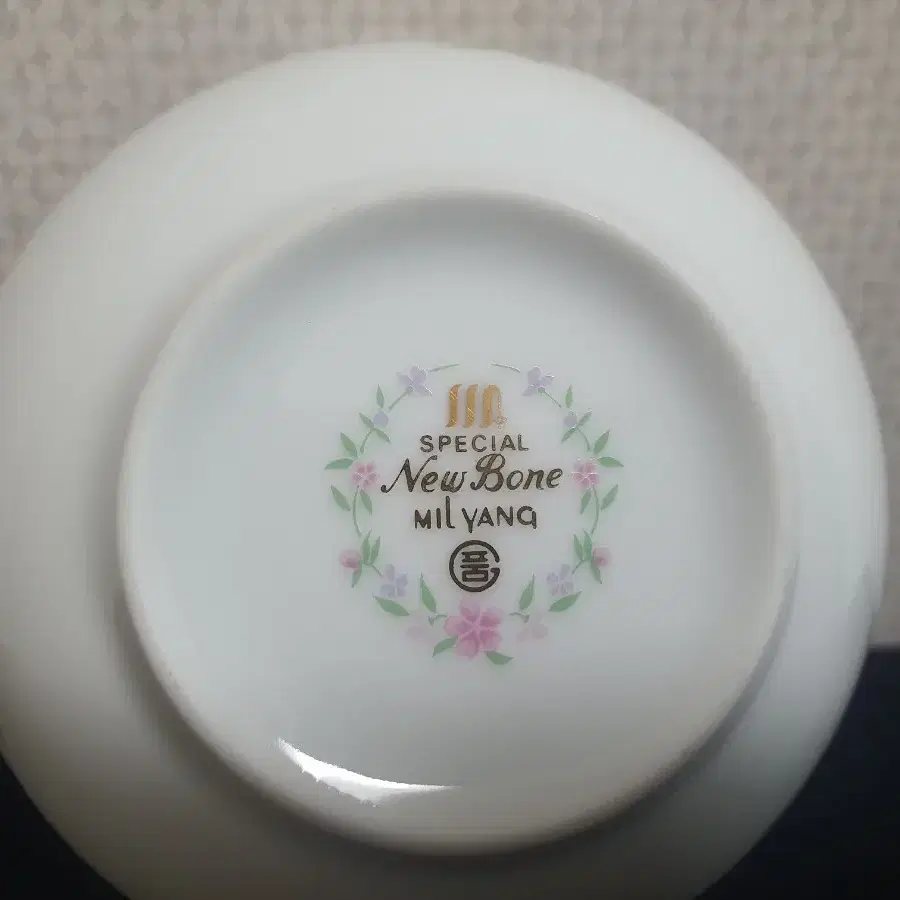 SPECIAL
New Bone
MIL YANG
품